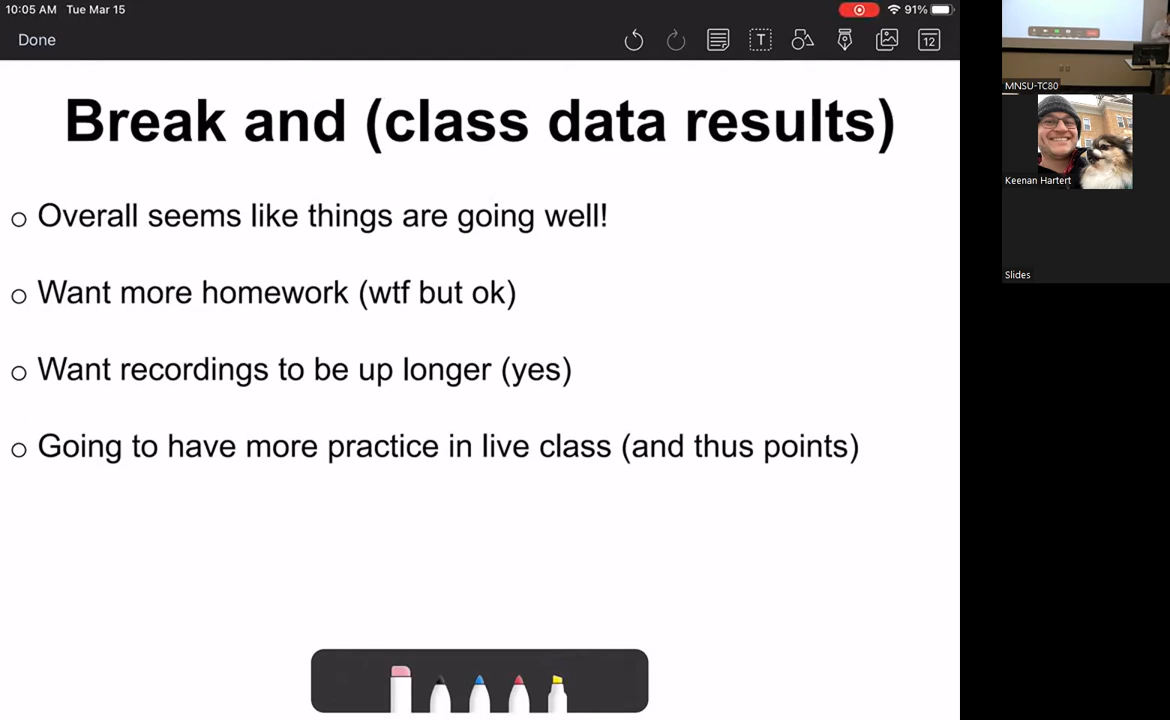 10:05 AM Tue Mar 15
91%
Done
T
12
Break and (class data results)
Overall seems like things are going well!
Want more homework (wtf but ok)
Want recordings to be up longer (yes)
Going to have more practice in live class (and thus points)
MNSU-TC80
Keenan Hartert
Slides